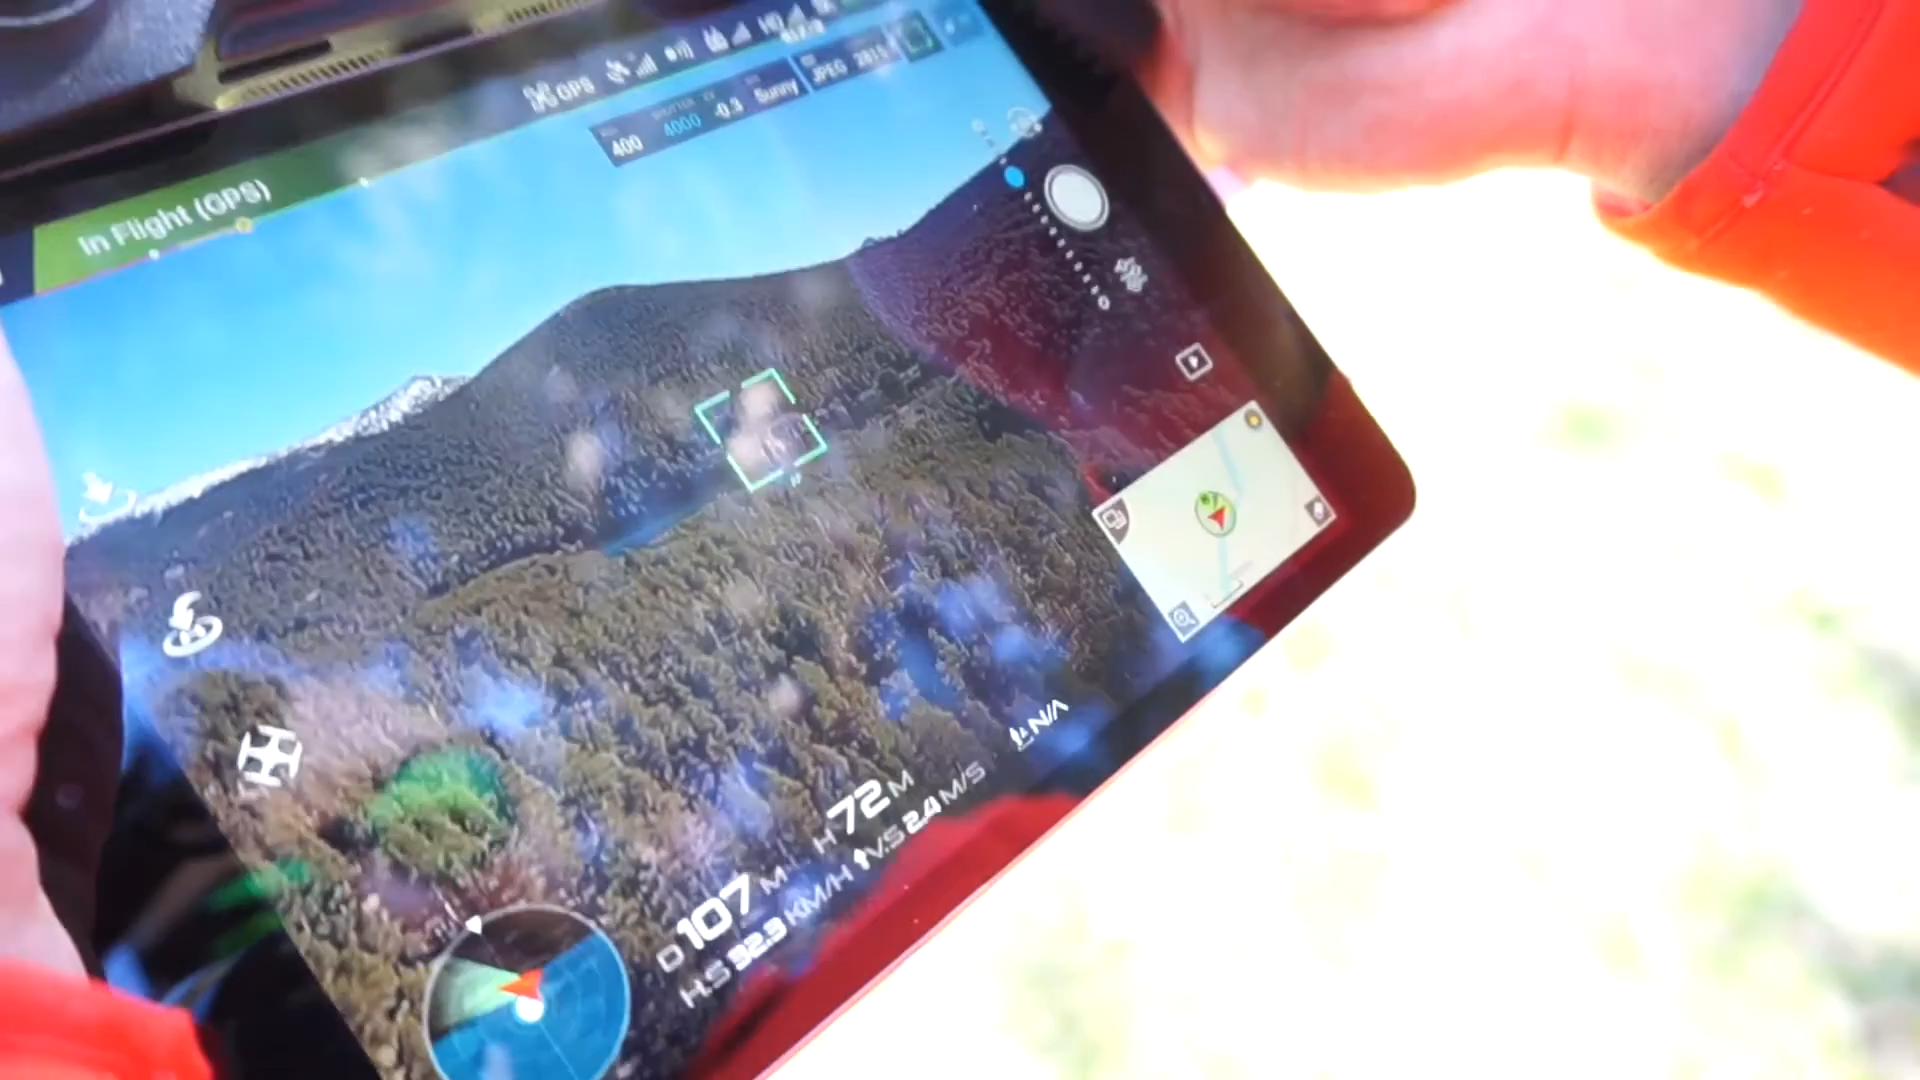 GPS
400 4000 -0.3 Sunny JPEG
In Flight (GPS)
N/A
H 72 M
V.S 2.4 M/S
D 107 M
H.S 32.3 KM/H